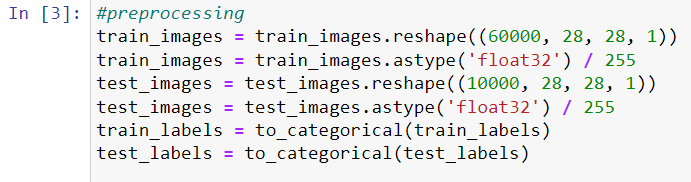 In [3]: #preprocessing
train_images = train_images.reshape((60000, 28, 28, 1))
train_images = train_images.astype('float32') / 255
test_images = test_images.reshape((10000, 28, 28, 1))
test_images = test_images.astype('float32') / 255
train_labels = to_categorical(train_labels)
test_labels = to_categorical(test_labels)